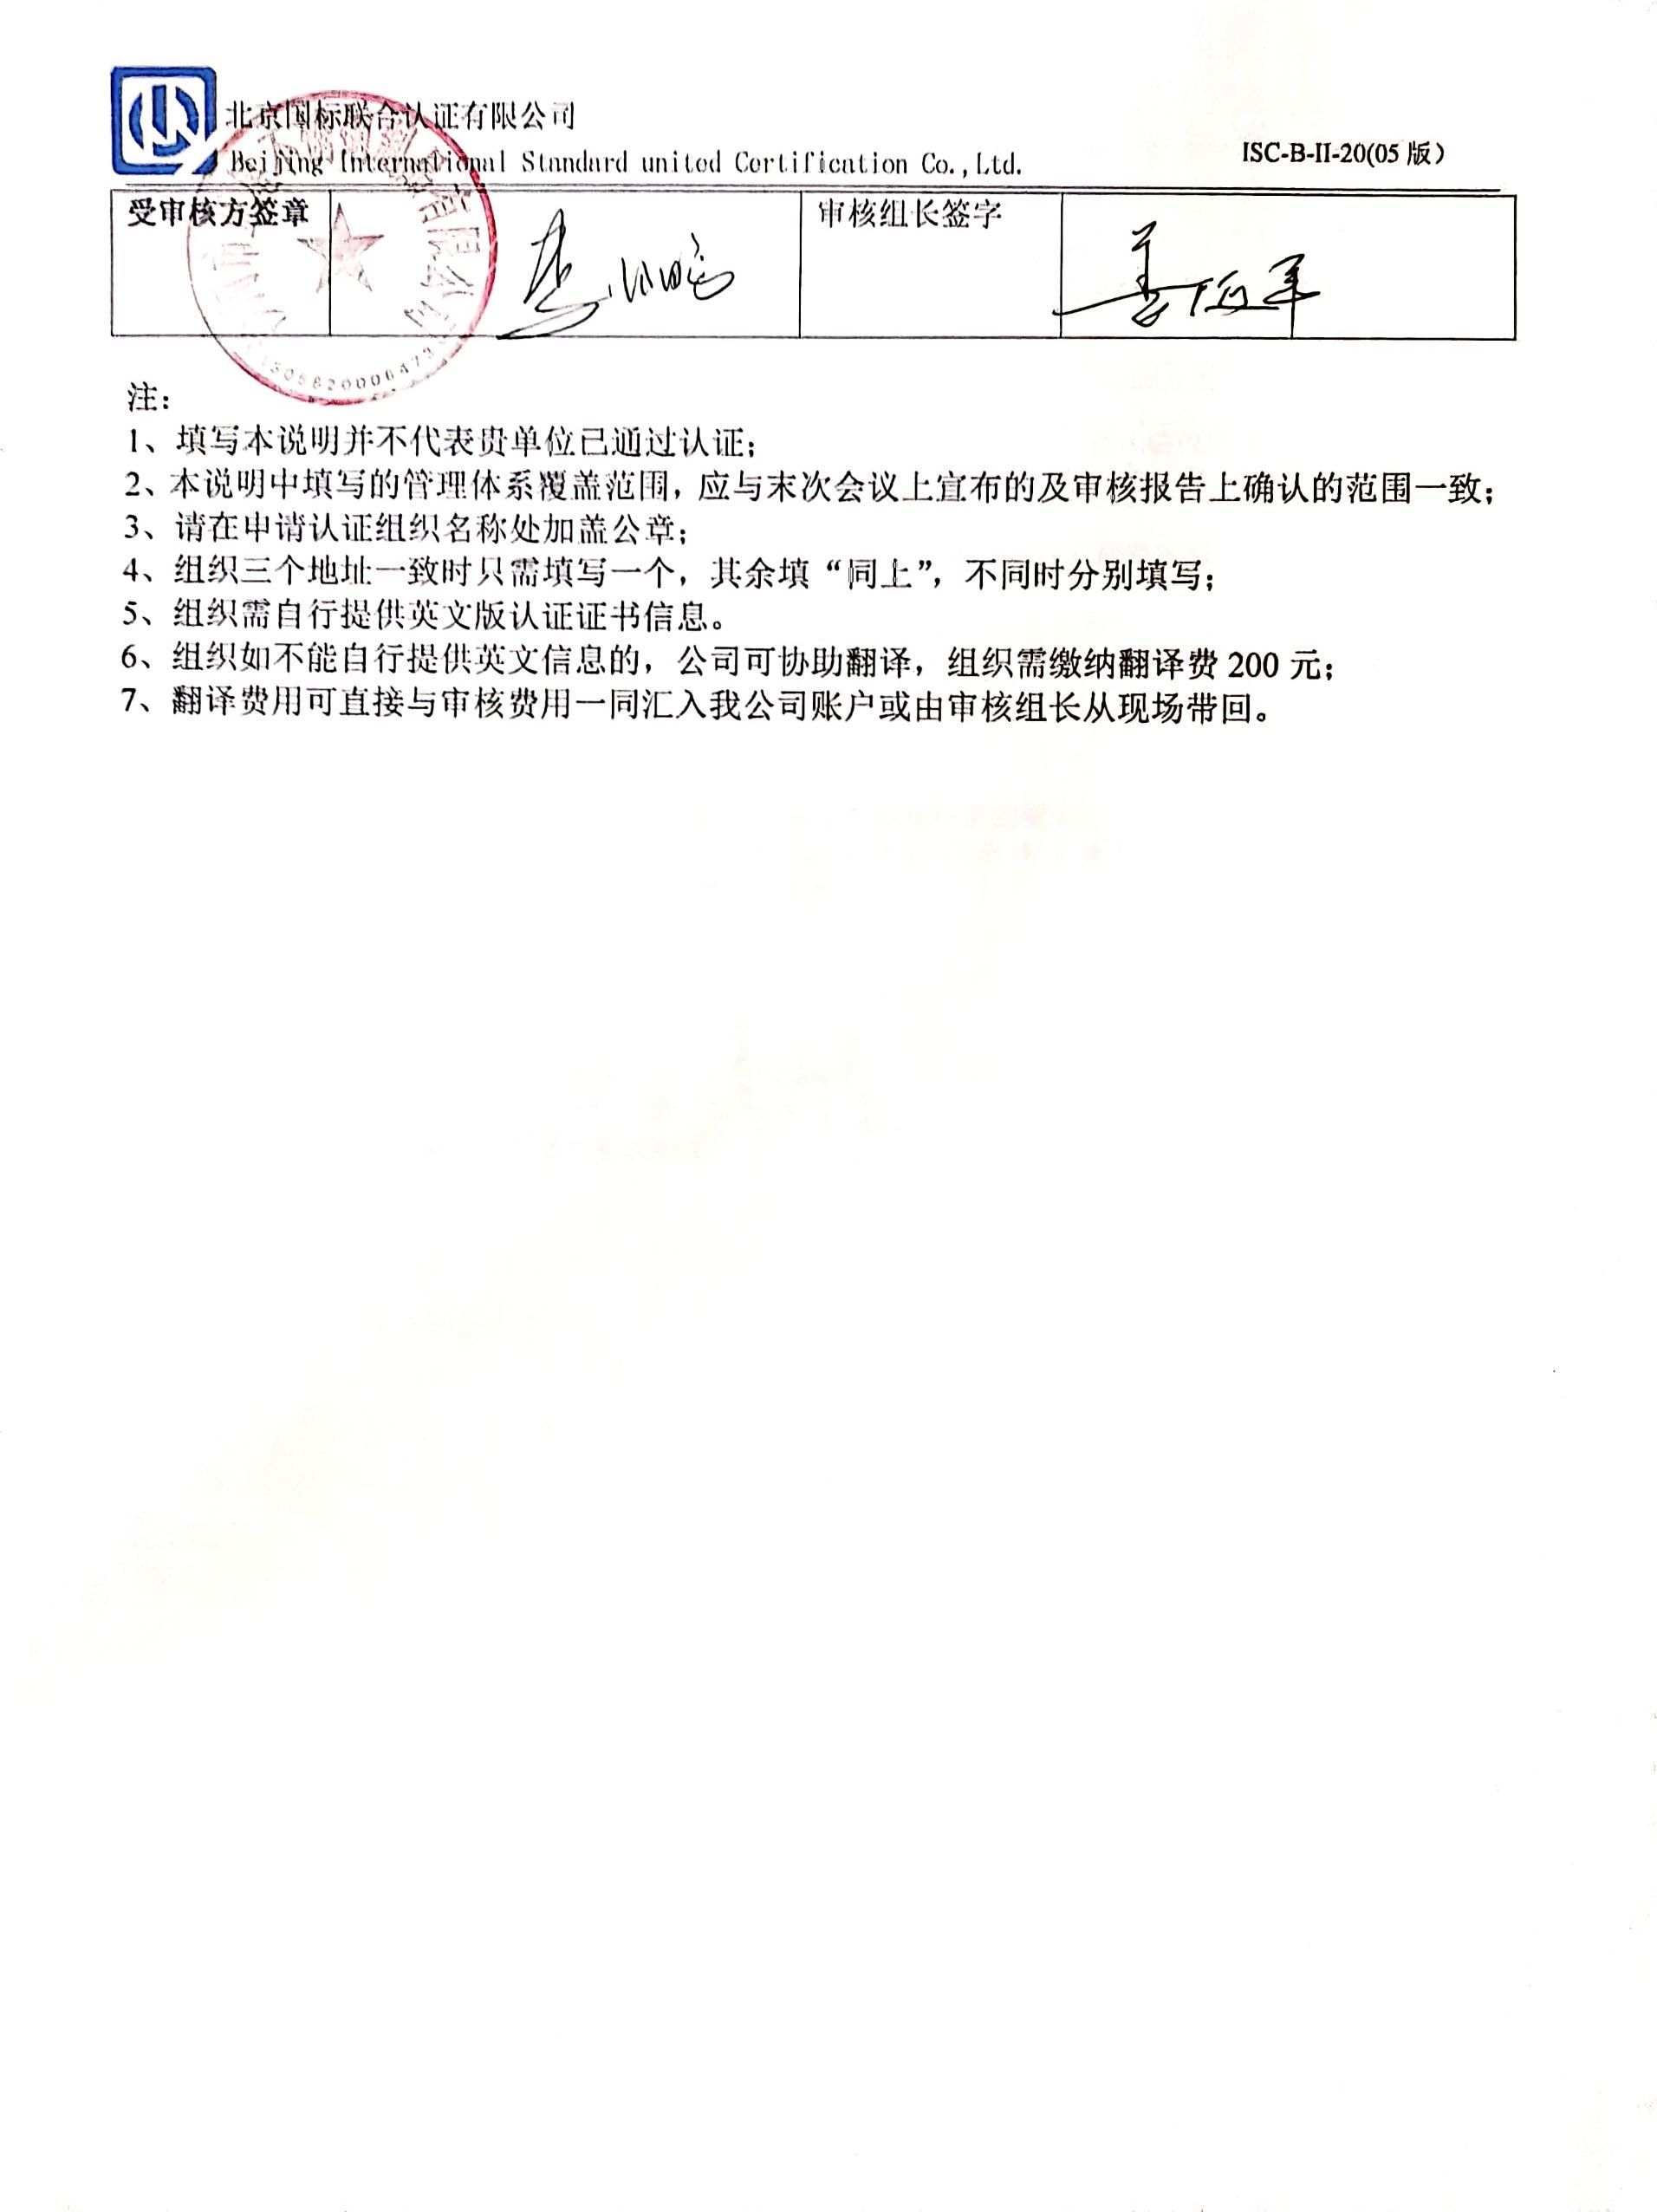 北京国标联合认证有限公司
Beijing International Standard united Certification Co.,Ltd.
ISC-B-II-20(05 版）
受审核方签章
审核组长签字
有限公司
注：
1、填写本说明并不代表贵单位已通过认证；
2、本说明中填写的管理体系覆盖范围，应与末次会议上宣布的及审核报告上确认的范围一致；
3、请在申请认证组织名称处加盖公章；
4、组织三个地址一致时只需填写一个，其余填“同上”，不同时分别填写；
5、组织需自行提供英文版认证证书信息。
6、组织如不能自行提供英文信息的，公司可协助翻译，组织需缴纳翻译费 200 元；
7、翻译费用可直接与审核费用一同汇入我公司账户或由审核组长从现场带回。